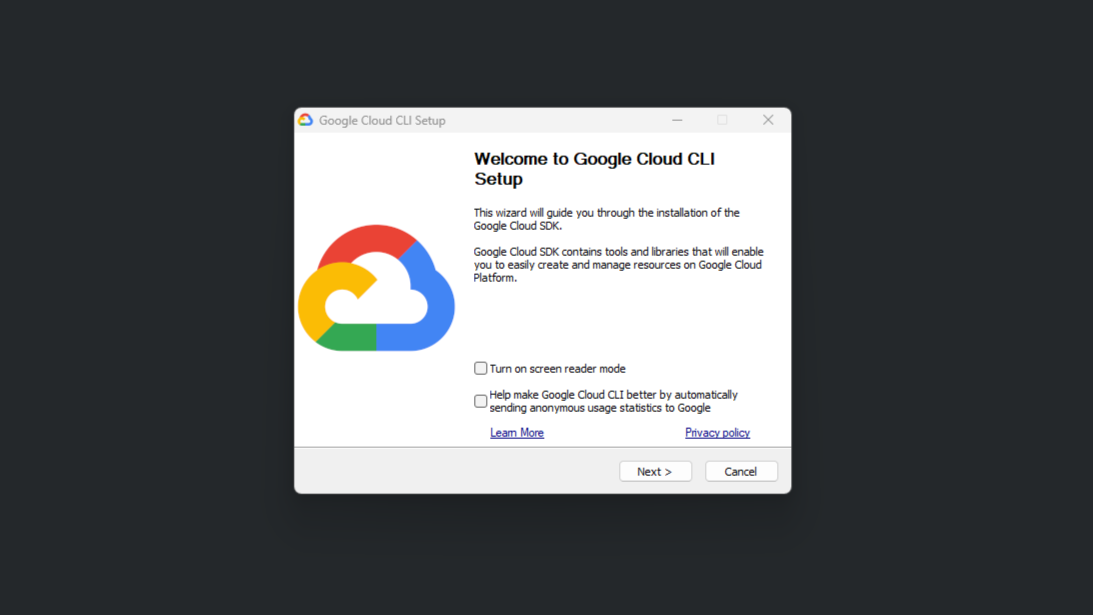 Google Cloud CLI Setup
Welcome to Google Cloud CLI
Setup
This wizard will guide you through the installation of the
Google Cloud SDK.
Google Cloud SDK contains tools and libraries that will enable
you to easily create and manage resources on Google Cloud
Platform.
Turn on screen reader mode
Help make Google Cloud CLI better by automatically
sending anonymous usage statistics to Google
Learn More Privacy policy
Next > Cancel